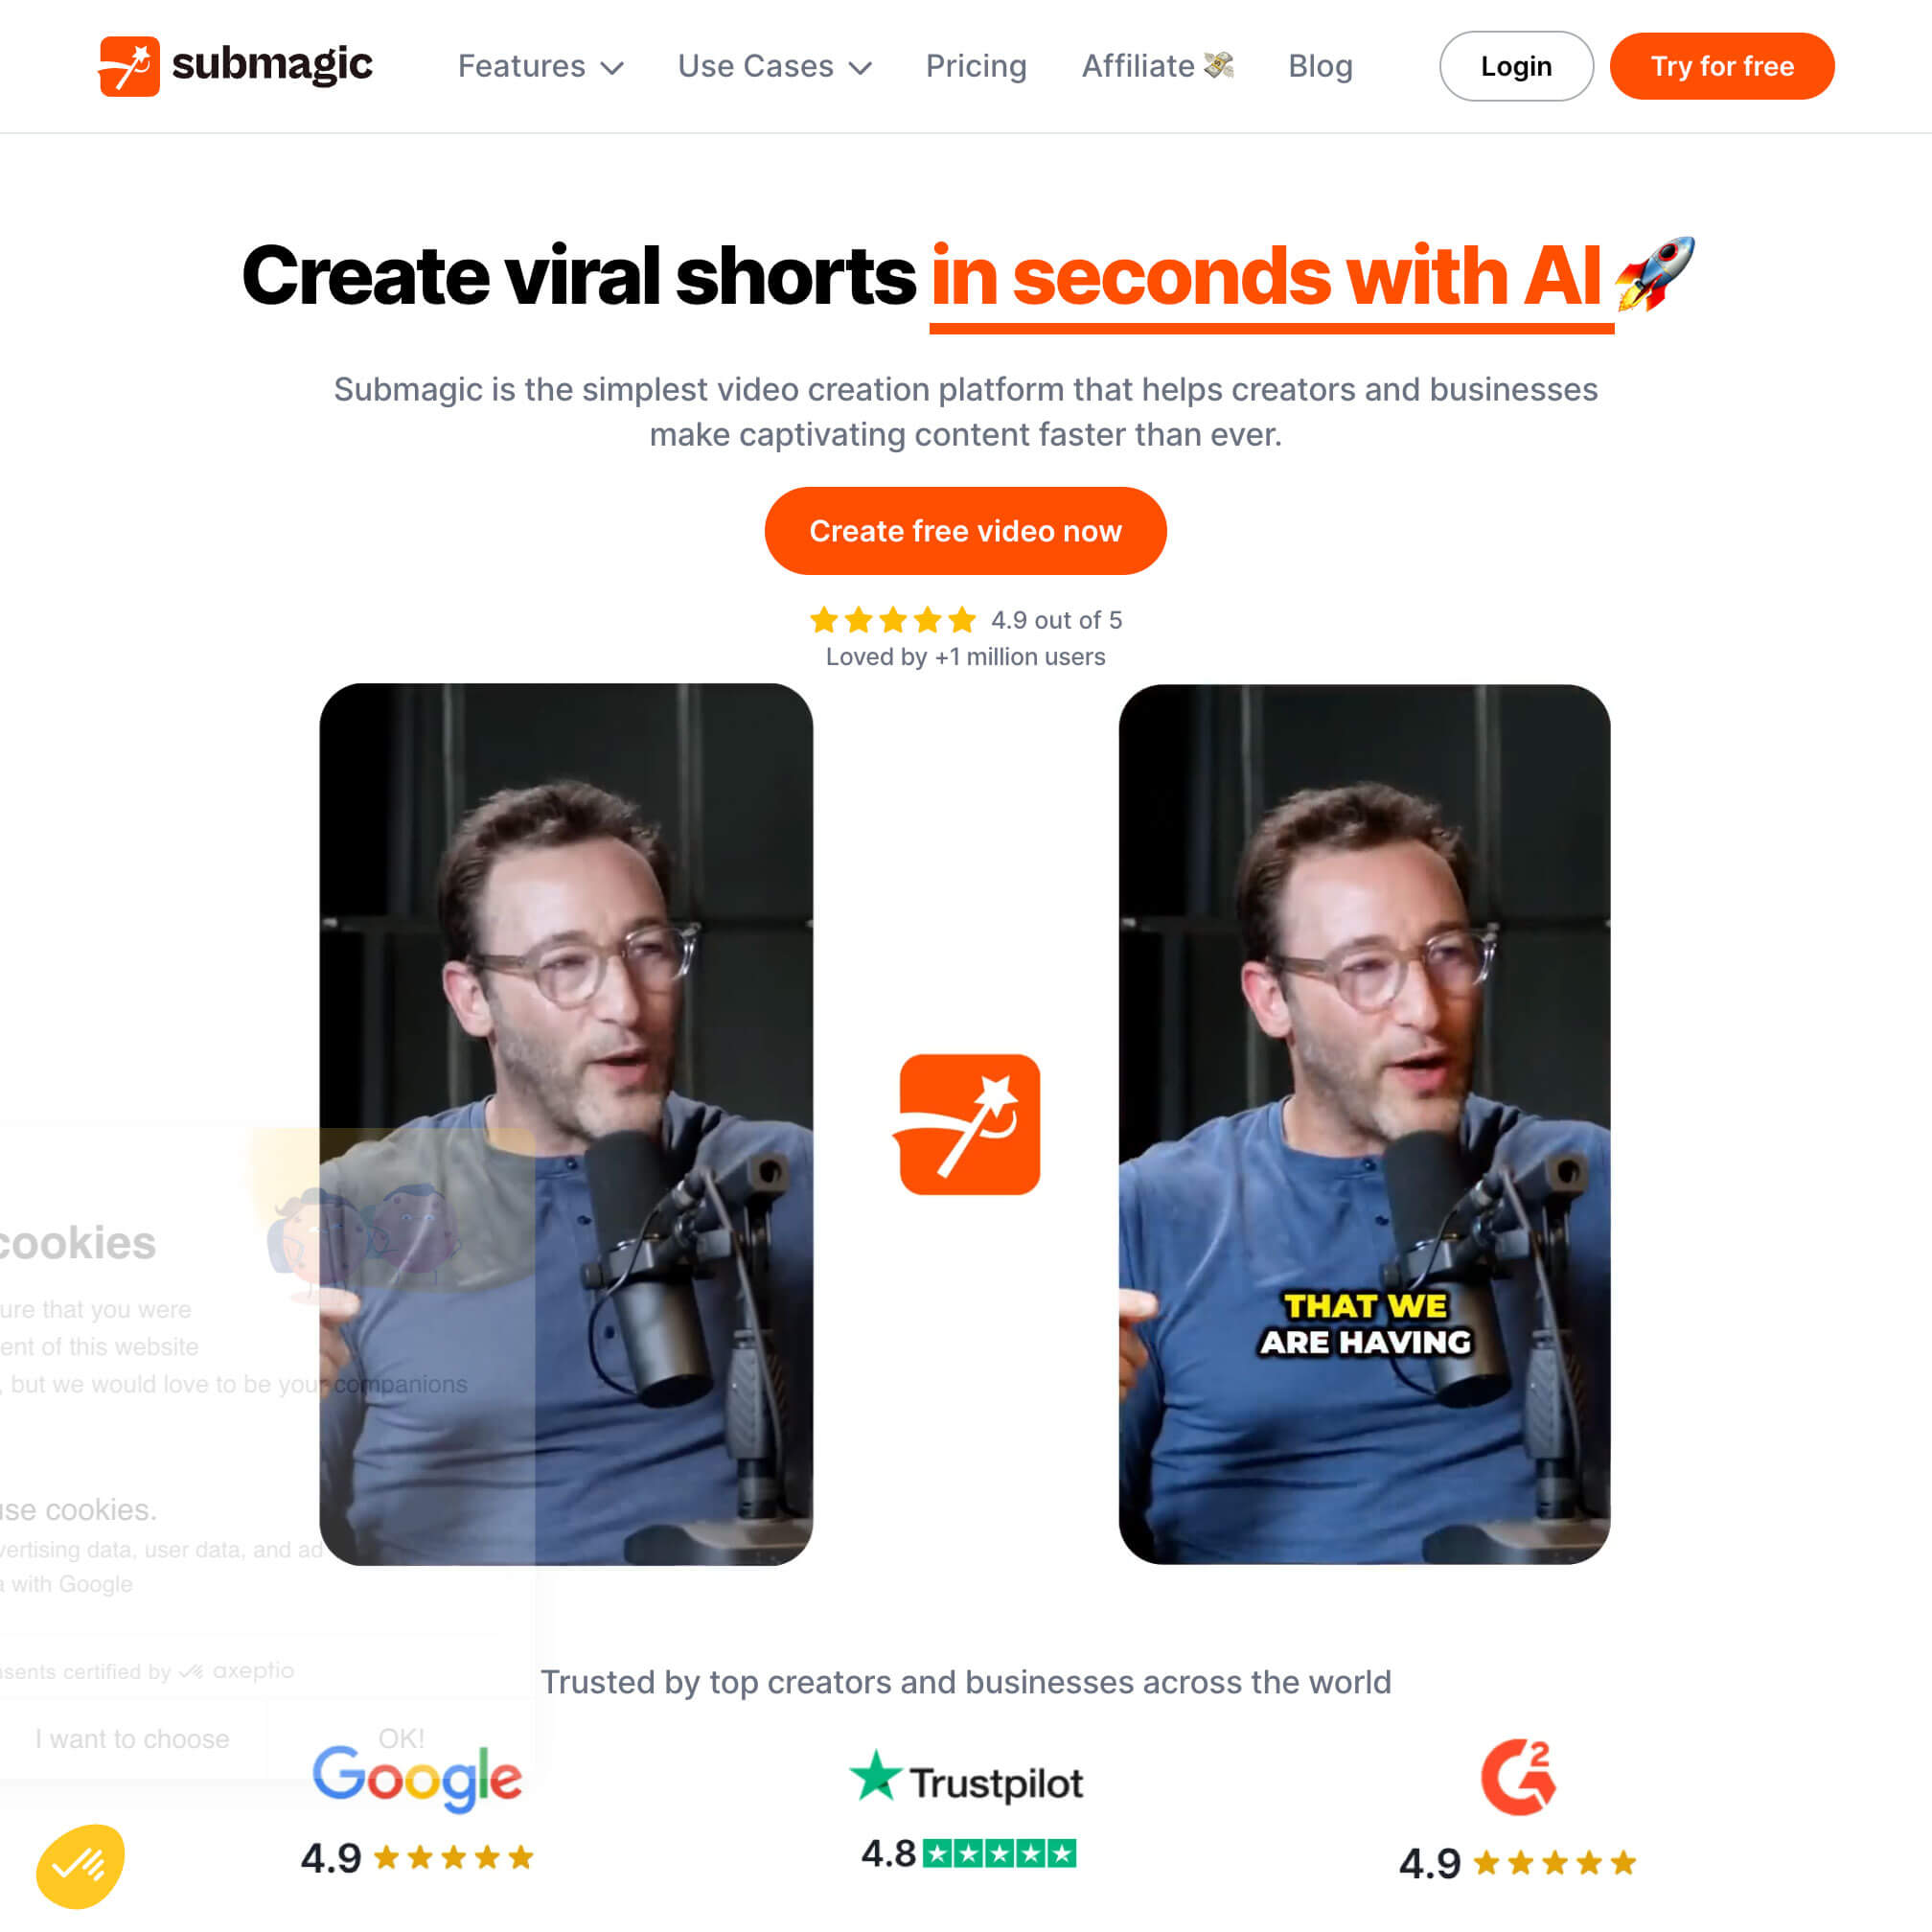 submagic
Features
Use Cases
Pricing
Affiliate 💸
Blog
Login
Try for free
Create viral shorts in seconds with AI 🚀
Submagic is the simplest video creation platform that helps creators and businesses
make captivating content faster than ever.
Create free video now
4.9 out of 5
Loved by +1 million users
THAT WE
ARE HAVING
cookies
that you were
of this website
, but we would love to be your companions
cookies.
data, user data, and ad
with Google
certified by axeptio
I want to choose
OK!
Trusted by top creators and businesses across the world
Google
4.9
Trustpilot
4.8
G2
4.9